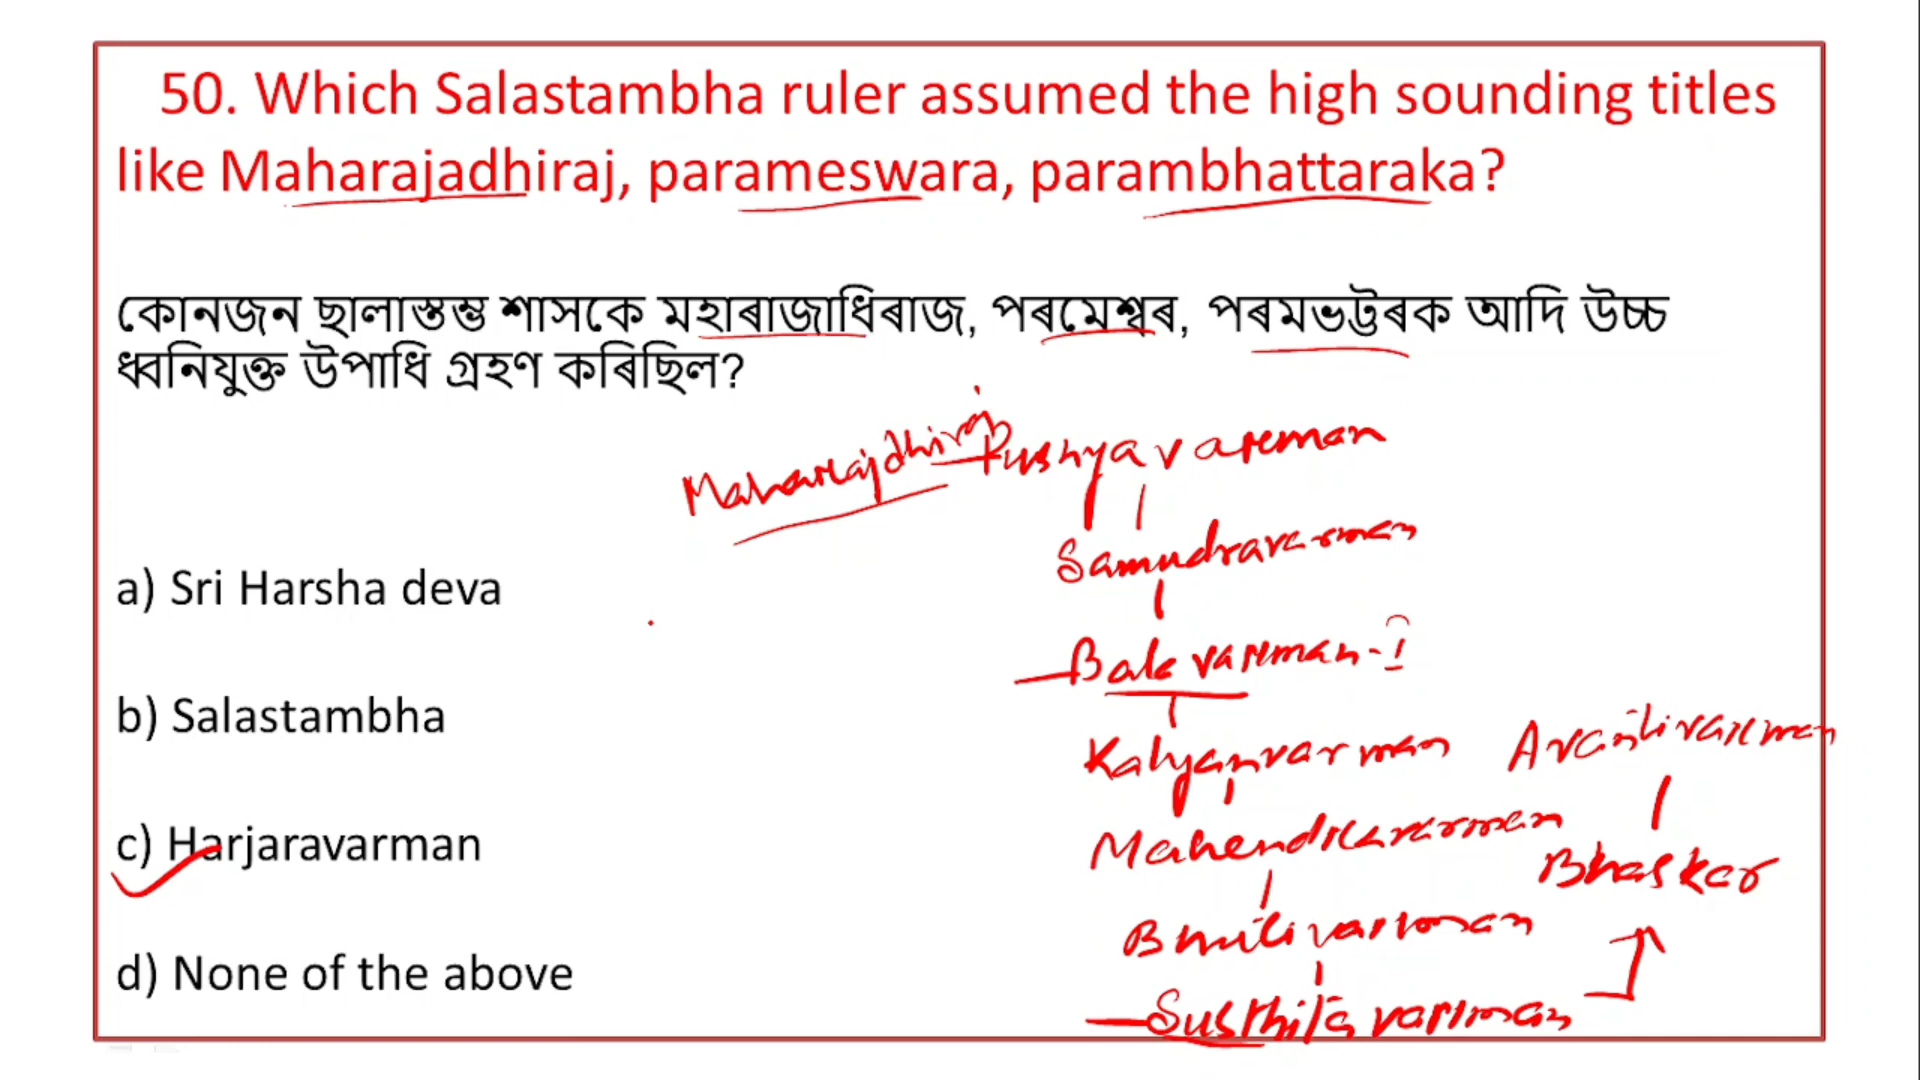 50. Which Salastambha ruler assumed the high sounding titles
like Maharajadhiraj, parameswara, parambhattaraka?
কোনজন ছালাস্তম্ভ শাসকে মহাৰাজাধিৰাজ, পৰমেশ্বৰ, পৰমভট্টৰক আদি উচ্চ
ধ্বনিযুক্ত উপাধি গ্ৰহণ কৰিছিল?
Maharajdhiraj
Pushyavarman
Samudravarman
a) Sri Harsha deva
Balavarman-I
b) Salastambha
Kalyanvarman
Avantivarman
c) Harjaravarman
Mahendravarman
Bhaskar
d) None of the above
Susthitavarman